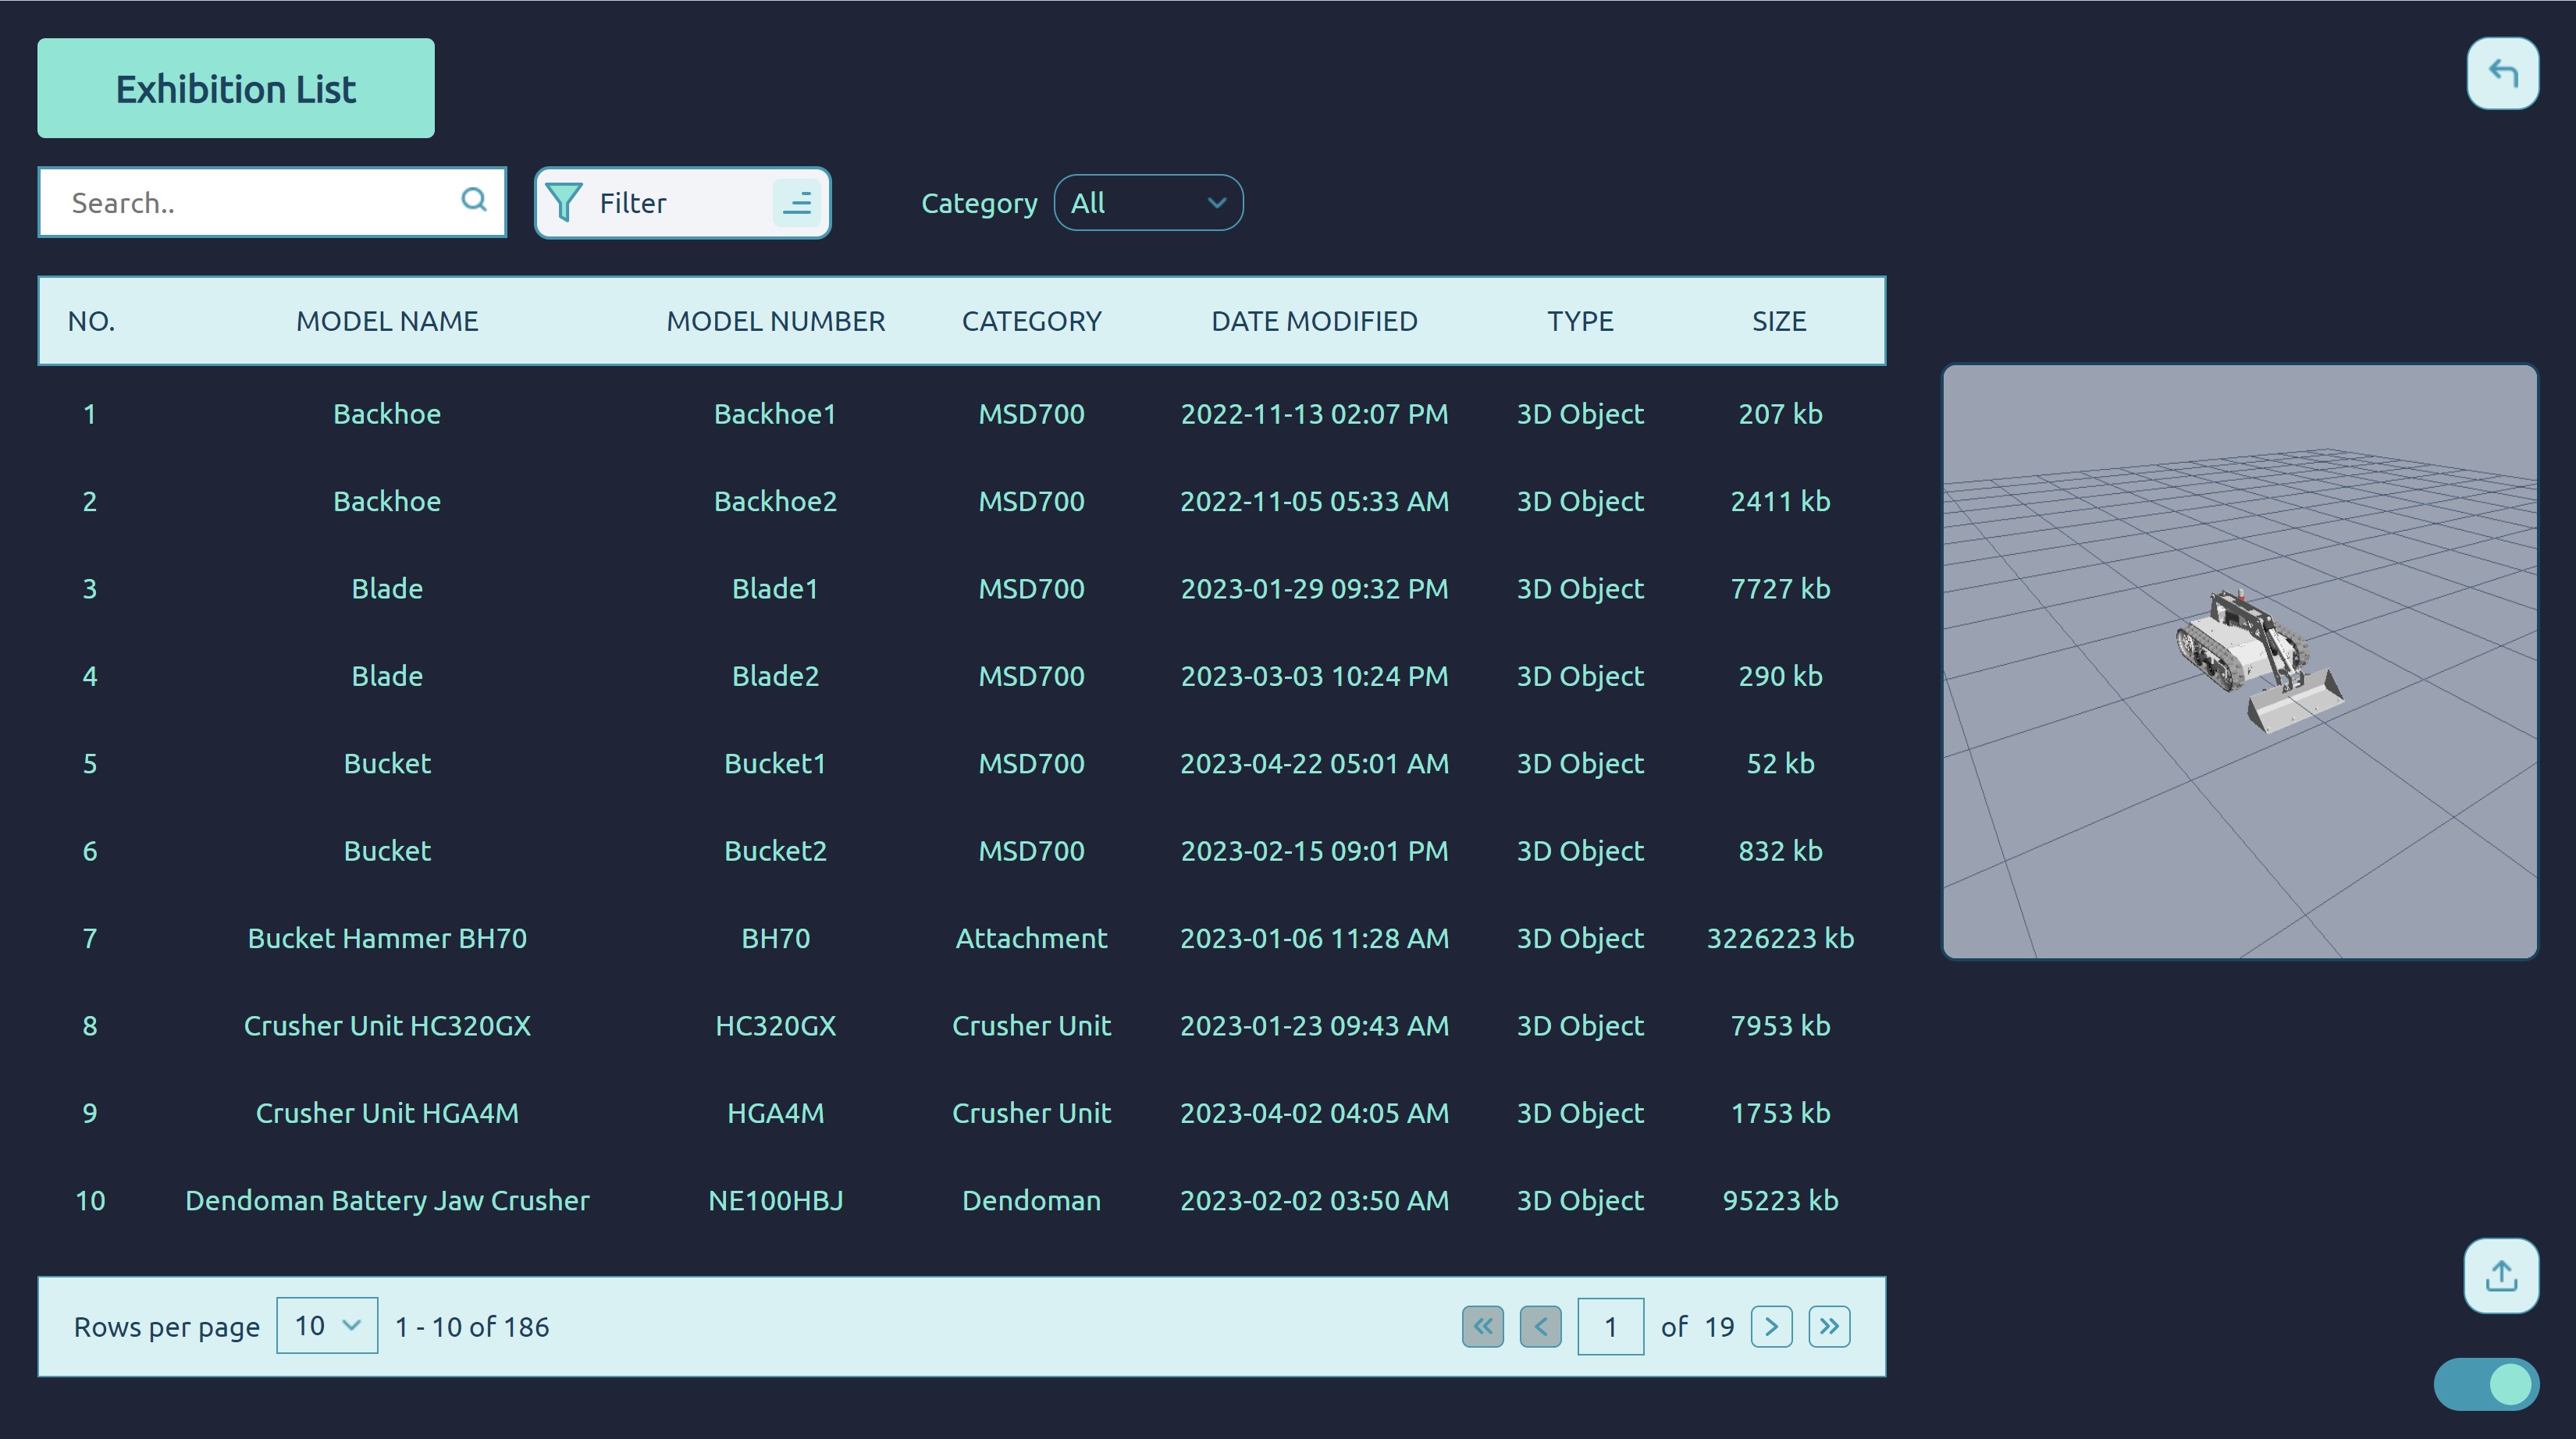 Exhibition List
Search.. Filter Category All
NO. MODEL NAME MODEL NUMBER CATEGORY DATE MODIFIED TYPE SIZE
1 Backhoe Backhoe1 MSD700 2022-11-13 02:07 PM 3D Object 207 kb
2 Backhoe Backhoe2 MSD700 2022-11-05 05:33 AM 3D Object 2411 kb
3 Blade Blade1 MSD700 2023-01-29 09:32 PM 3D Object 7727 kb
4 Blade Blade2 MSD700 2023-03-03 10:24 PM 3D Object 290 kb
5 Bucket Bucket1 MSD700 2023-04-22 05:01 AM 3D Object 52 kb
6 Bucket Bucket2 MSD700 2023-02-15 09:01 PM 3D Object 832 kb
7 Bucket Hammer BH70 BH70 Attachment 2023-01-06 11:28 AM 3D Object 3226223 kb
8 Crusher Unit HC320GX HC320GX Crusher Unit 2023-01-23 09:43 AM 3D Object 7953 kb
9 Crusher Unit HGA4M HGA4M Crusher Unit 2023-04-02 04:05 AM 3D Object 1753 kb
10 Dendoman Battery Jaw Crusher NE100HBJ Dendoman 2023-02-02 03:50 AM 3D Object 95223 kb
Rows per page 10 1 - 10 of 186 1 of 19